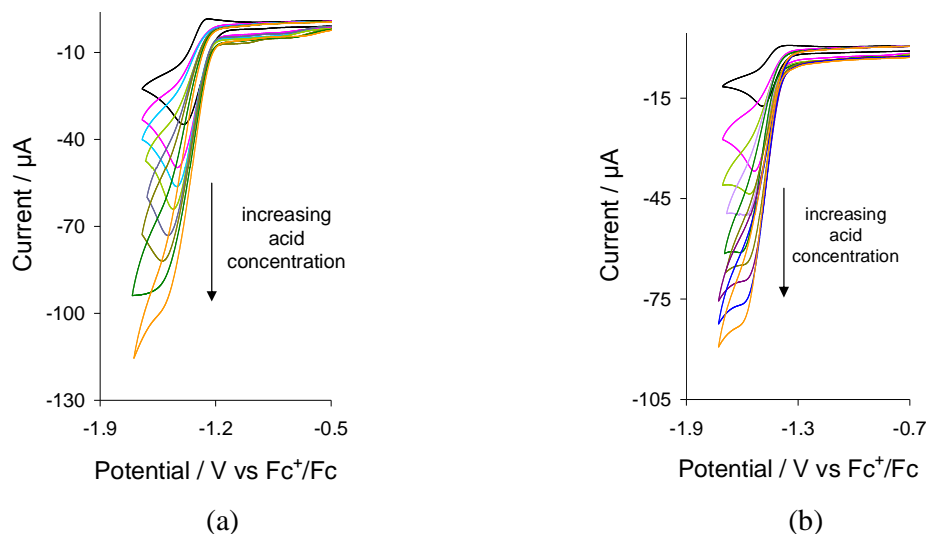 -10
-40
-70
-100
-130
-1.9
-1.2
-0.5
Current / µA
increasing
acid
concentration
Potential / V vs Fc⁺/Fc
(a)
-15
-45
-75
-105
-1.9
-1.3
-0.7
Current / µA
increasing
acid
concentration
Potential / V vs Fc⁺/Fc
(b)